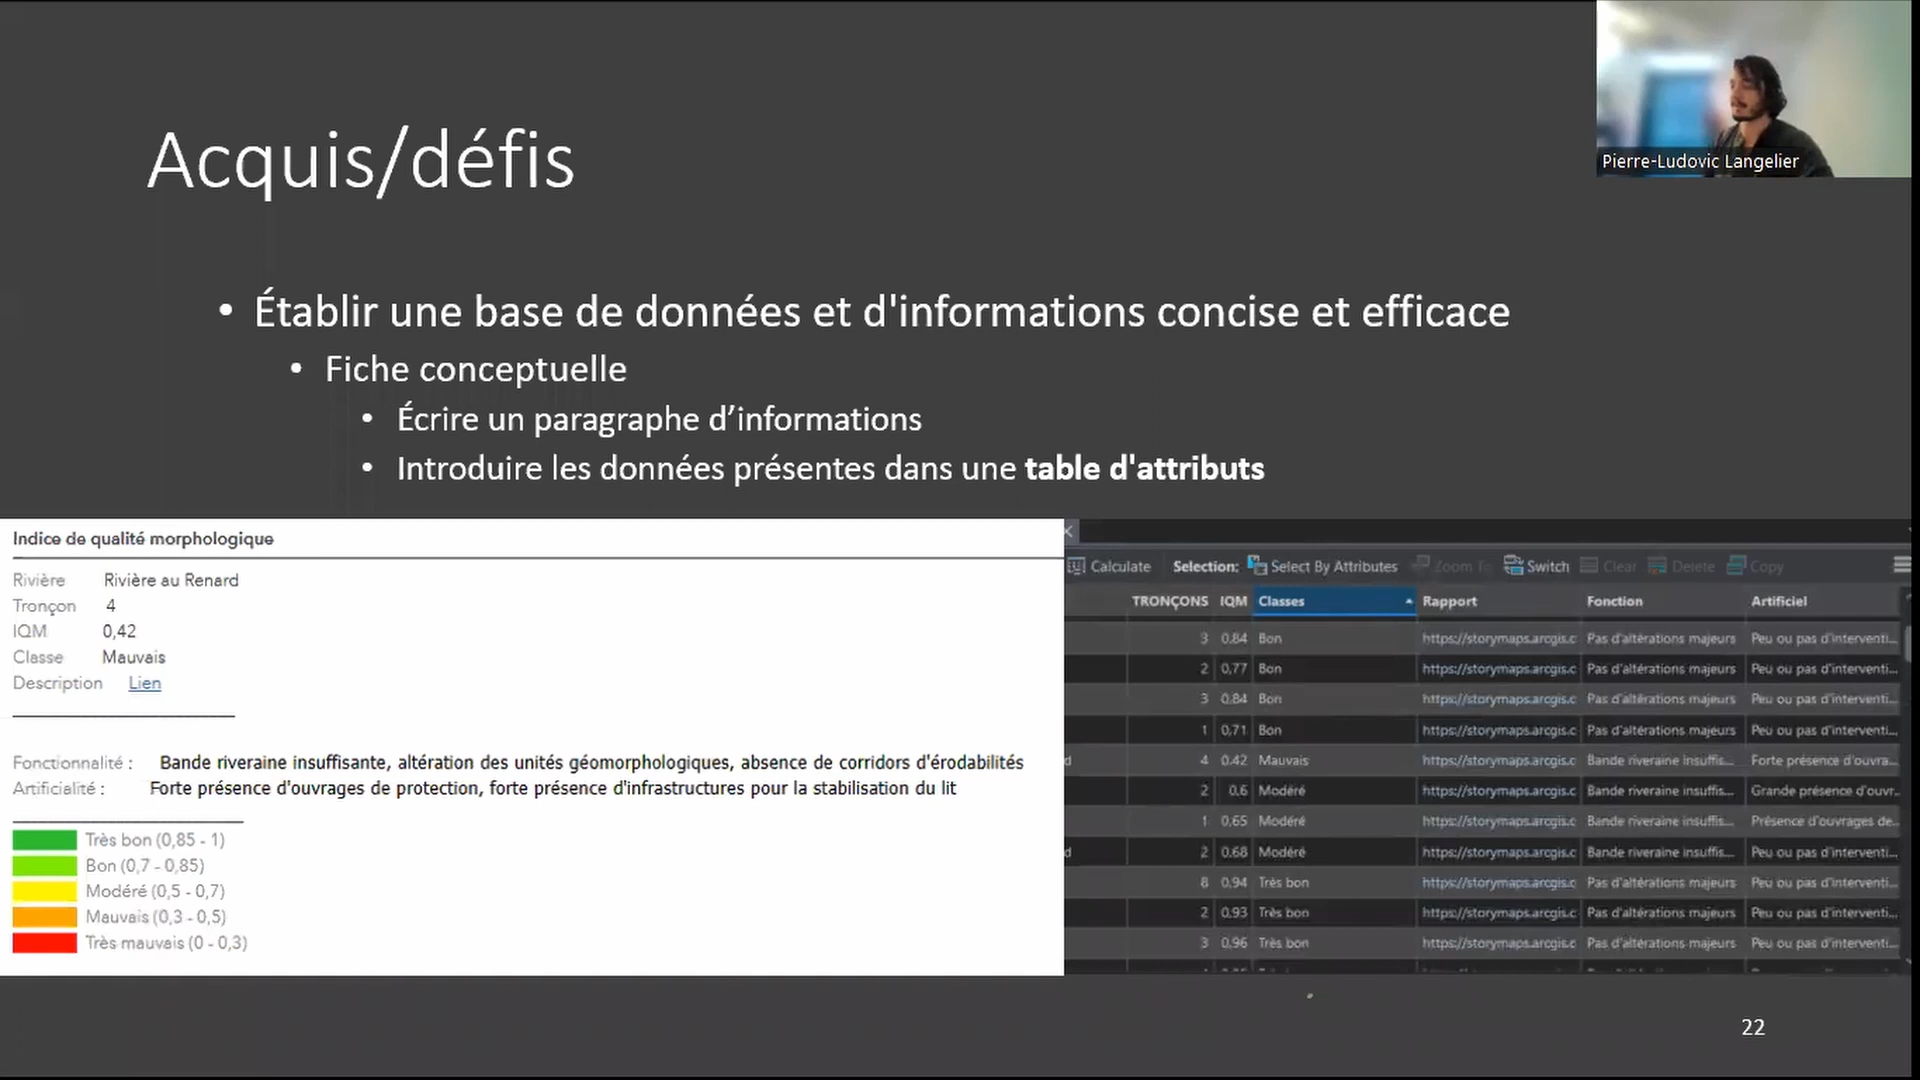 Acquis/défis
Pierre-Ludovic Langelier
• Établir une base de données et d'informations concise et efficace
• Fiche conceptuelle
• Écrire un paragraphe d’informations
• Introduire les données présentes dans une table d'attributs
Indice de qualité morphologique
Rivière Rivière au Renard
Tronçon 4
IQM 0,42
Classe Mauvais
Description Lien
Fonctionnalité : Bande riveraine insuffisante, altération des unités géomorphologiques, absence de corridors d'érodabilités
Artificialité : Forte présence d'ouvrages de protection, forte présence d'infrastructures pour la stabilisation du lit
Très bon (0,85 - 1)
Bon (0,7 - 0,85)
Modéré (0,5 - 0,7)
Mauvais (0,3 - 0,5)
Très mauvais (0 - 0,3)
Calculate Selection: Select By Attributes Zoom To Switch Clear Delete Copy
TRONÇONS IQM Classes Rapport Fonction Artificiel
3 0.84 Bon https://storymaps.arcgis.c Pas d'altérations majeurs Peu ou pas d'interventi...
2 0,77 Bon https://storymaps.arcgis.c Pas d'altérations majeurs Peu ou pas d'interventi...
3 0.84 Bon https://storymaps.arcgis.c Pas d'altérations majeurs Peu ou pas d'interventi...
1 0,71 Bon https://storymaps.arcgis.c Pas d'altérations majeurs Peu ou pas d'interventi...
d 4 0.42 Mauvais https://storymaps.arcgis.c Bande riveraine insuffis... Forte présence d'ouvra...
2 0.6 Modéré https://storymaps.arcgis.c Bande riveraine insuffis... Grande présence d'ouvr...
1 0,65 Modéré https://storymaps.arcgis.c Bande riveraine insuffis... Présence d'ouvrages de...
d 2 0.68 Modéré https://storymaps.arcgis.c Bande riveraine insuffis... Peu ou pas d'interventi...
8 0,94 Très bon https://storymaps.arcgis.c Pas d'altérations majeurs Peu ou pas d'interventi...
2 0,93 Très bon https://storymaps.arcgis.c Pas d'altérations majeurs Peu ou pas d'interventi...
3 0,96 Très bon https://storymaps.arcgis.c Pas d'altérations majeurs Peu ou pas d'interventi...
22